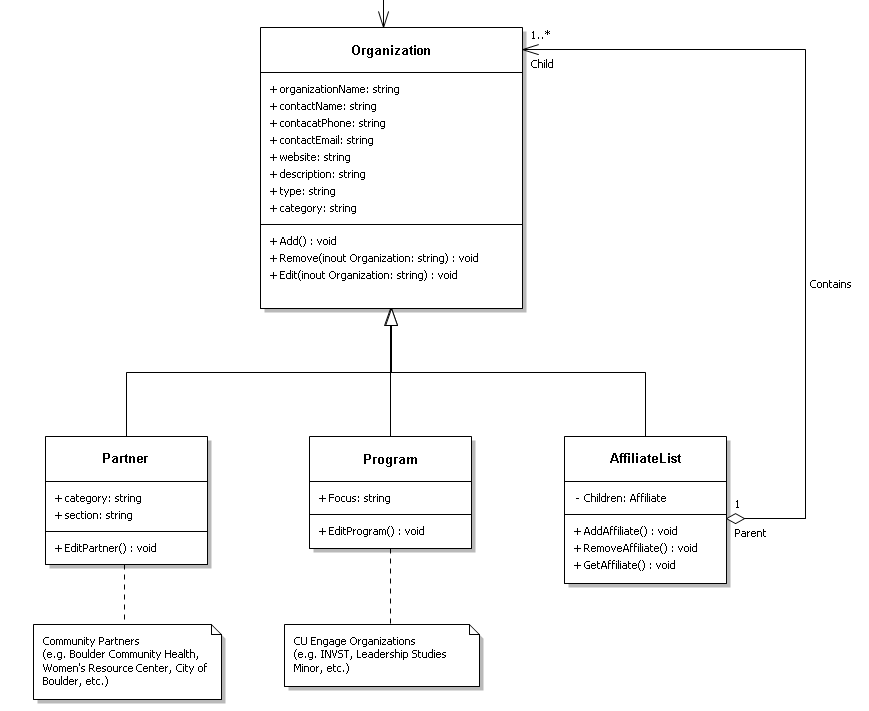 Organization
+ organizationName: string
+ contactName: string
+ contacatPhone: string
+ contactEmail: string
+ website: string
+ description: string
+ type: string
+ category: string
+ Add() : void
+ Remove(inout Organization: string) : void
+ Edit(inout Organization: string) : void
1..*
Child
Contains
Partner
+ category: string
+ section: string
+ EditPartner() : void
Program
+ Focus: string
+ EditProgram() : void
AffiliateList
- Children: Affiliate
+ AddAffiliate() : void
+ RemoveAffiliate() : void
+ GetAffiliate() : void
1
Parent
Community Partners
(e.g. Boulder Community Health,
Women's Resource Center, City of
Boulder, etc.)
CU Engage Organizations
(e.g. INVST, Leadership Studies
Minor, etc.)